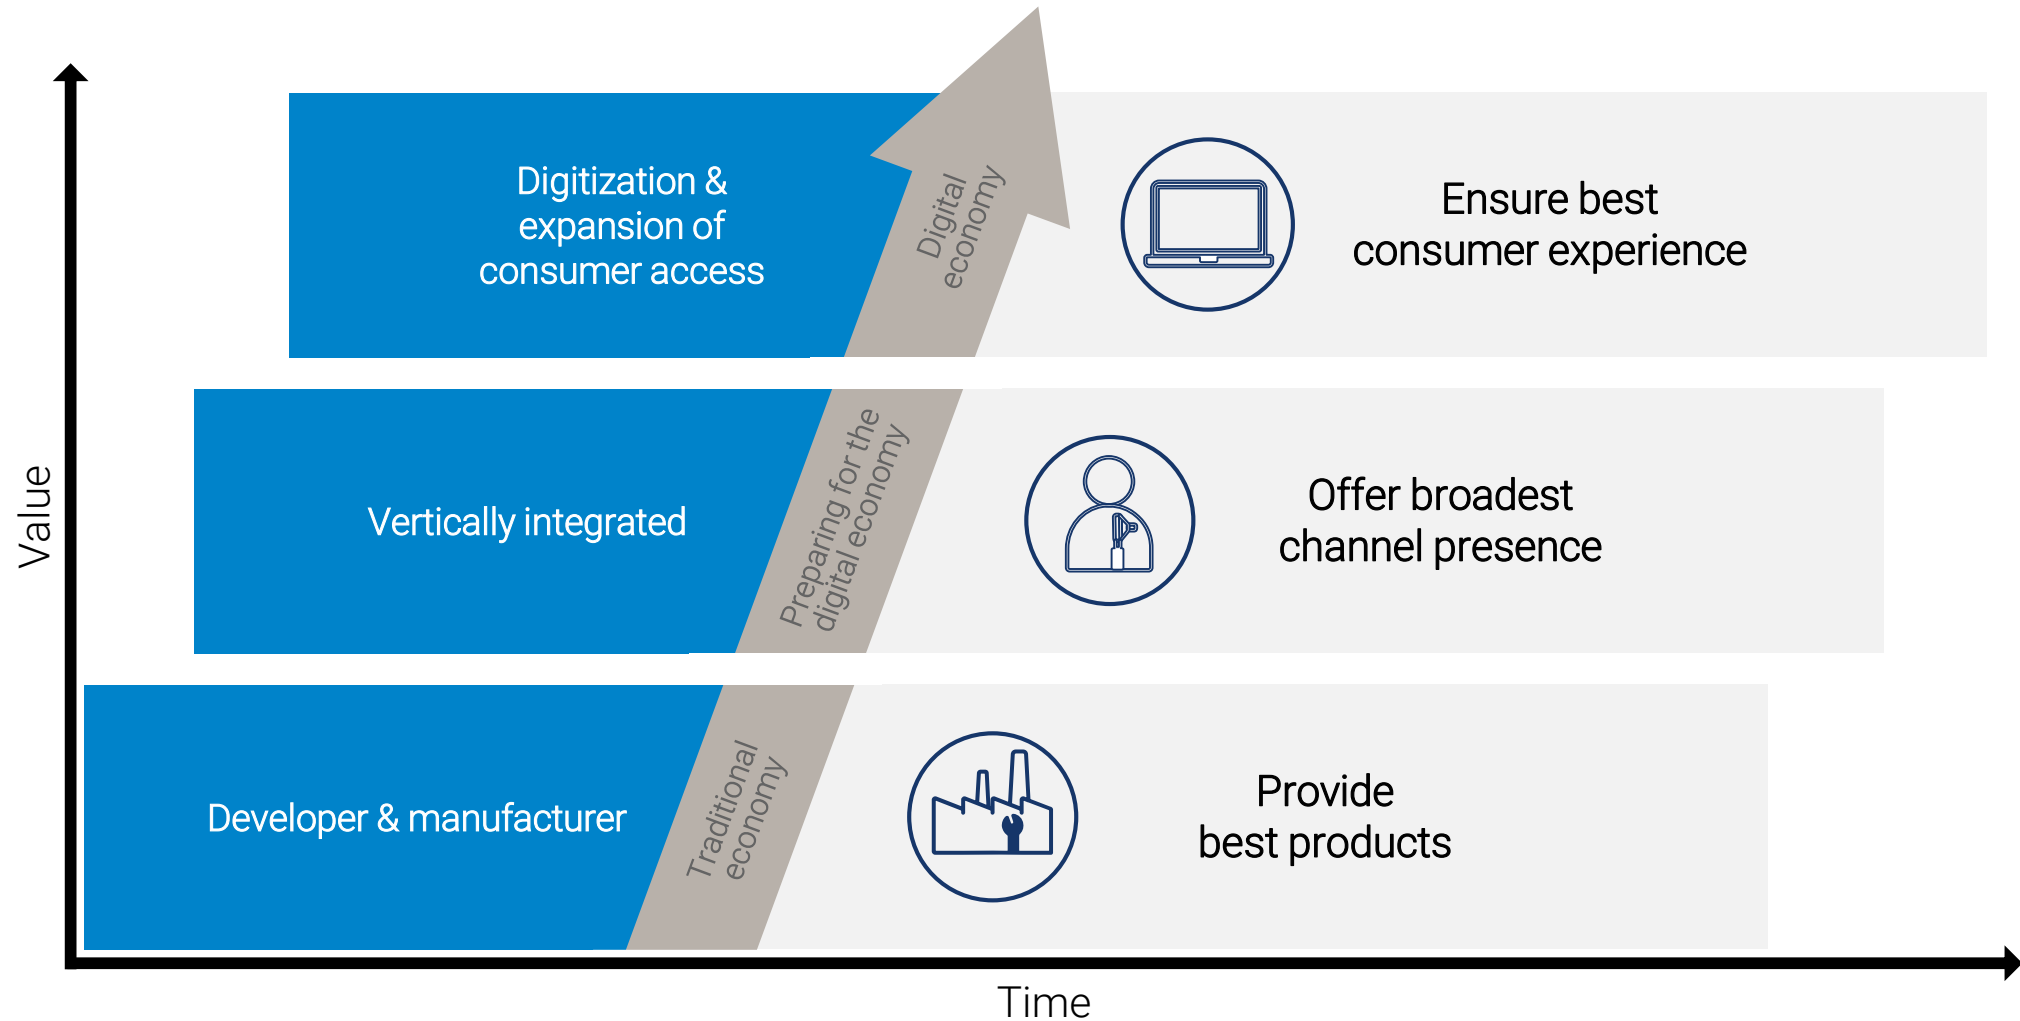 Digitization &
expansion of
consumer access
Digital
economy
Ensure best
consumer experience
Vertically integrated
Preparing for the
digital economy
Offer broadest
channel presence
Developer & manufacturer
Traditional
economy
Provide
best products
Value
Time